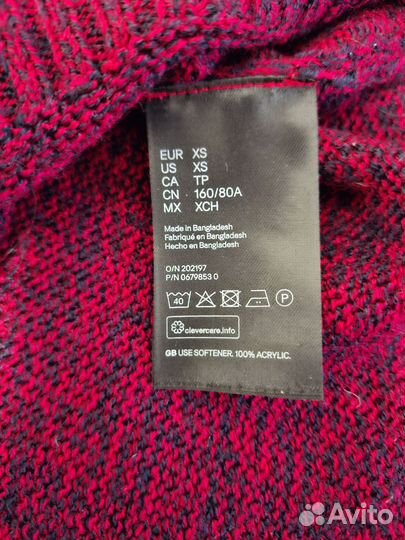 EUR XS
US XS
CA TP
CN 160/80A
MX XCH
Made in Bangladesh
Fabriqué en Bangladesh
Hecho en Bangladesh
O/N 202197
P/N 0679853 0
40 P
clevercare.info
GB USE SOFTENER. 100% ACRYLIC.
Avito